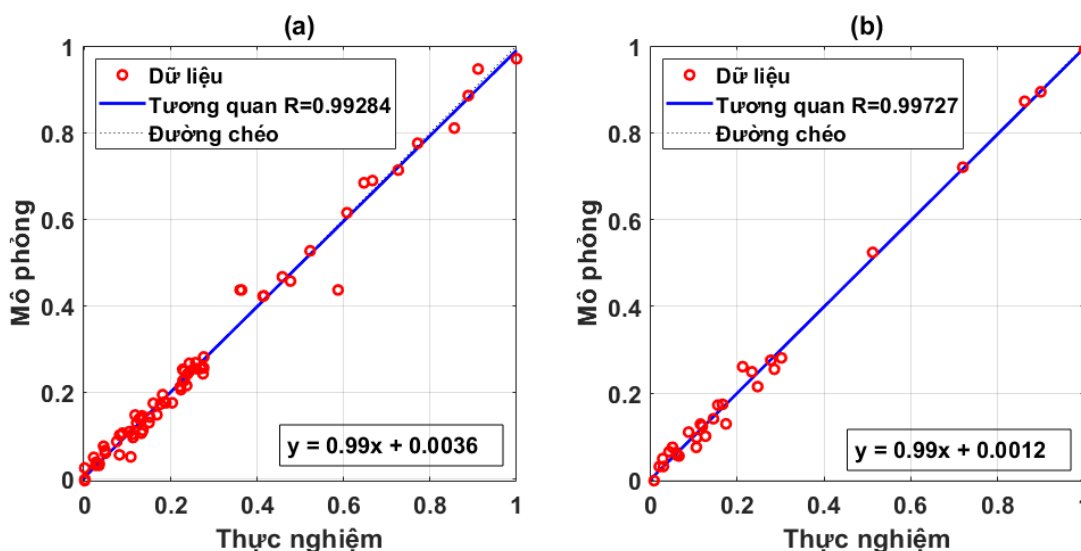 (a)
Dữ liệu
Tương quan R=0.99284
Đường chéo
y = 0.99x + 0.0036
Mô phỏng
1
0.8
0.6
0.4
0.2
0
0 0.2 0.4 0.6 0.8 1
Thực nghiệm
(b)
Dữ liệu
Tương quan R=0.99727
Đường chéo
y = 0.99x + 0.0012
Mô phỏng
1
0.8
0.6
0.4
0.2
0
0 0.2 0.4 0.6 0.8 1
Thực nghiệm